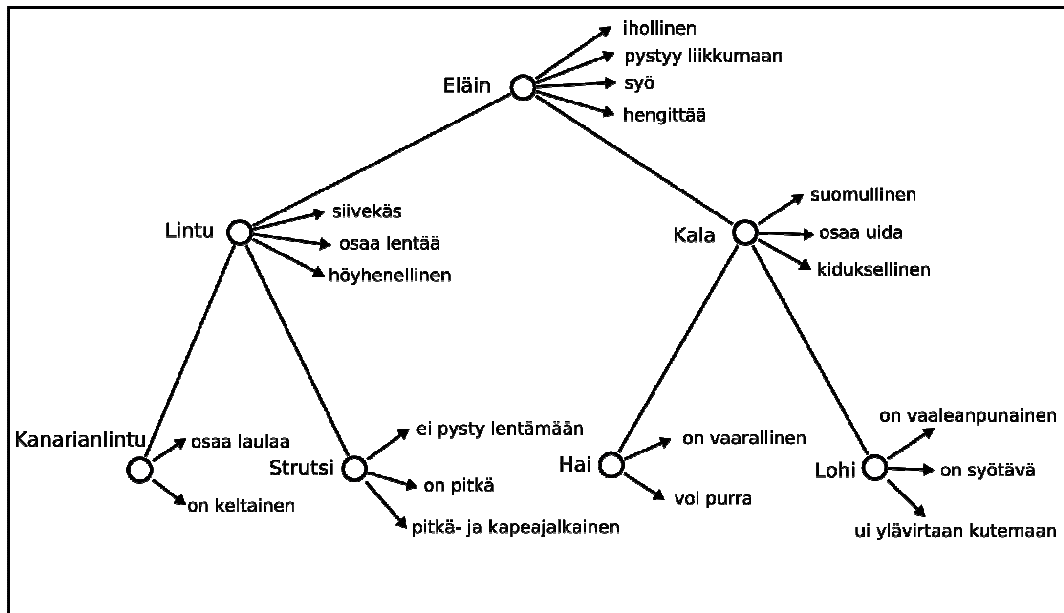 Eläin
ihollinen
pystyy liikkumaan
syö
hengittää
Lintu
siivekäs
osaa lentää
höyhenellinen
Kala
suomullinen
osaa uida
kiduksellinen
Kanarianlintu
osaa laulaa
on keltainen
Strutsi
ei pysty lentämään
on pitkä
pitkä- ja kapeajalkainen
Hai
on vaarallinen
voi purra
Lohi
on vaaleanpunainen
on syötävä
ui ylävirtaan kutemaan